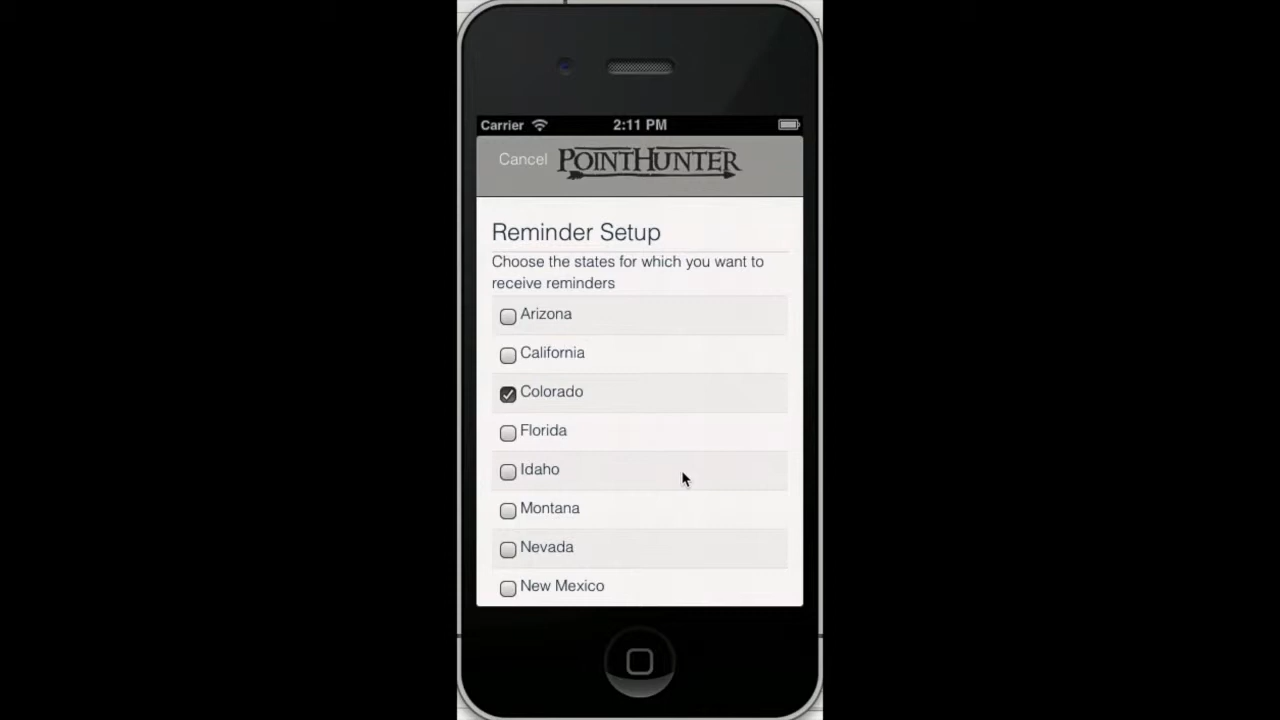 Carrier 2:11 PM
Cancel POINTHUNTER
Reminder Setup
Choose the states for which you want to
receive reminders
Arizona
California
Colorado
Florida
Idaho
Montana
Nevada
New Mexico